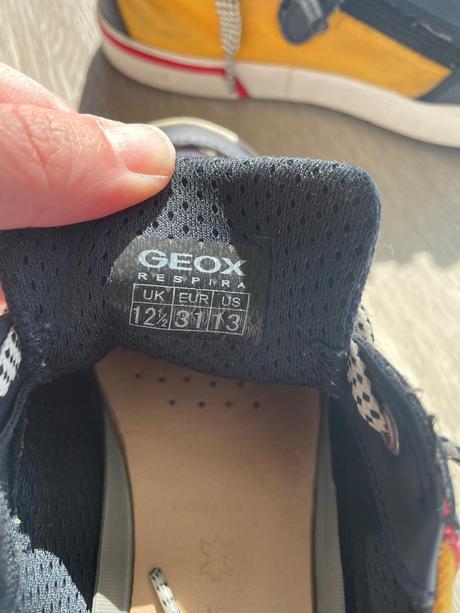 GEOX
RESPIRA
UK EUR US
12½ 31 13